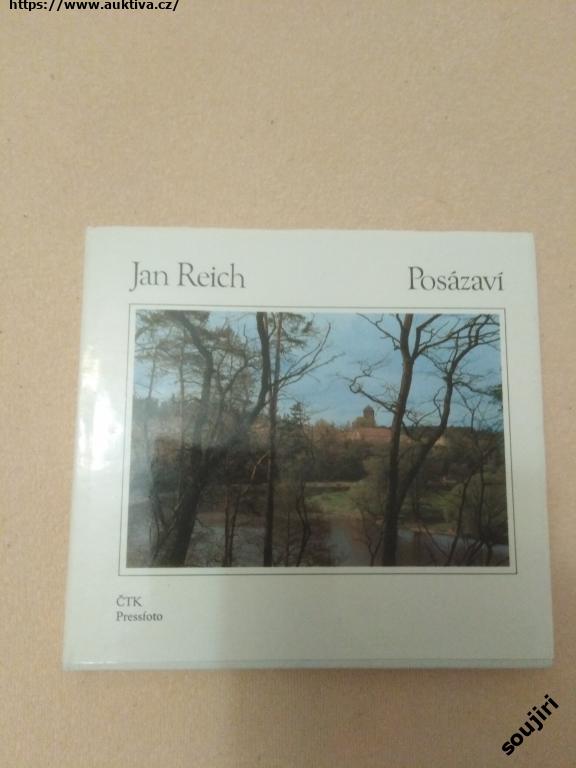 https://www.auktiva.cz/
Jan Reich
Posázaví
ČTK
Pressfoto
soujiri